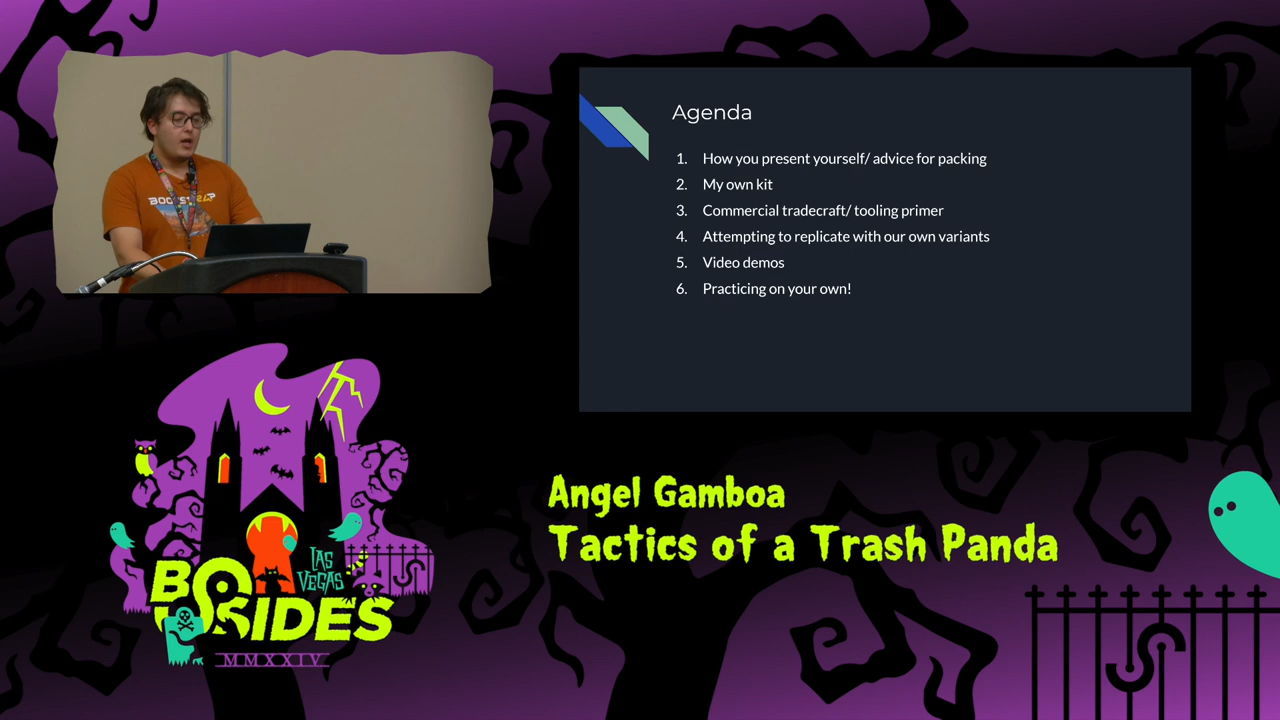 BOOTSTRAP
Agenda
1. How you present yourself/ advice for packing
2. My own kit
3. Commercial tradecraft/ tooling primer
4. Attempting to replicate with our own variants
5. Video demos
6. Practicing on your own!
Angel Gamboa
Tactics of a Trash Panda
LAS
VEGAS
BSIDES
MMXXIV